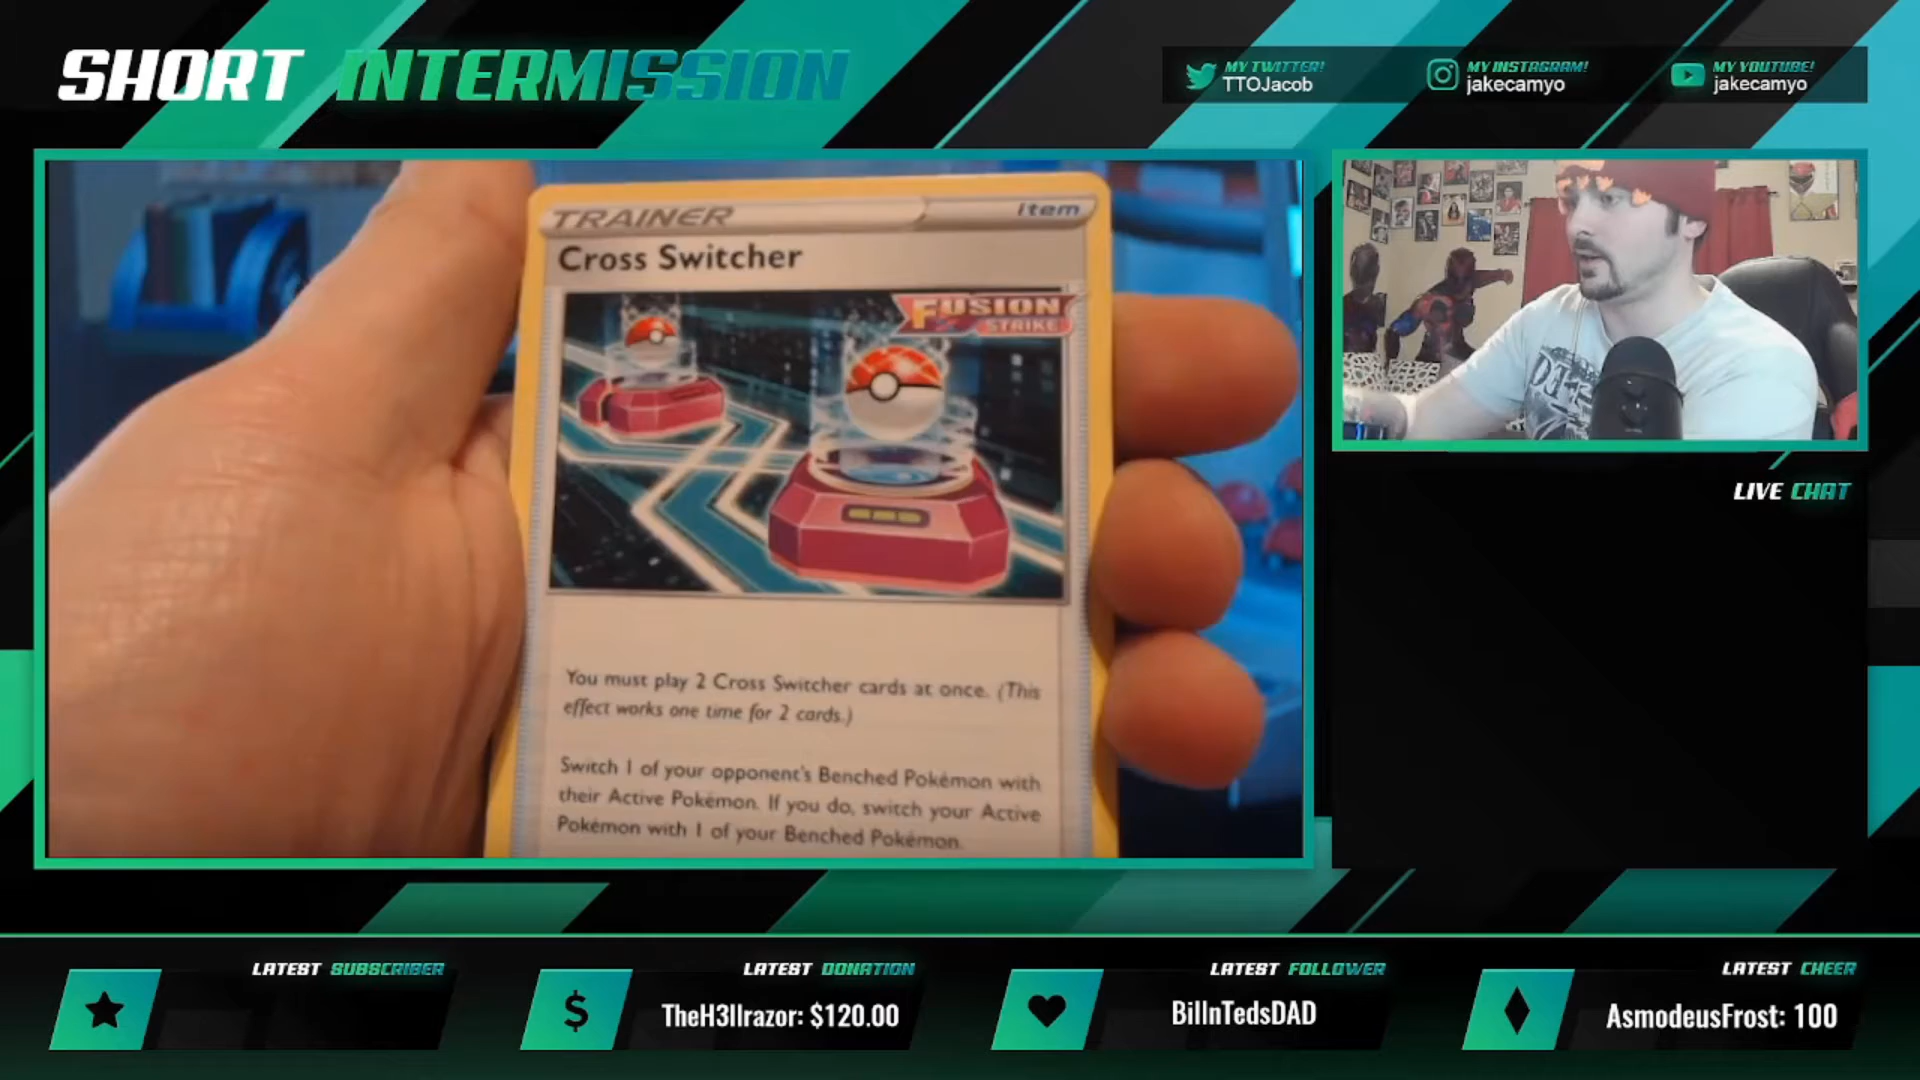 SHORT INTERMISSION
MY TWITTER!
TTOJacob
MY INSTAGRAM!
jakecamyo
MY YOUTUBE!
jakecamyo
TRAINER
item
Cross Switcher
FUSION
STRIKE
You must play 2 Cross Switcher cards at once. (This
effect works one time for 2 cards.)
Switch 1 of your opponent's Benched Pokémon with
their Active Pokémon. If you do, switch your Active
Pokémon with 1 of your Benched Pokémon.
LIVE CHAT
LATEST SUBSCRIBER
LATEST DONATION
TheH3llrazor: $120.00
LATEST FOLLOWER
BillnTedsDAD
LATEST CHEER
AsmodeusFrost: 100